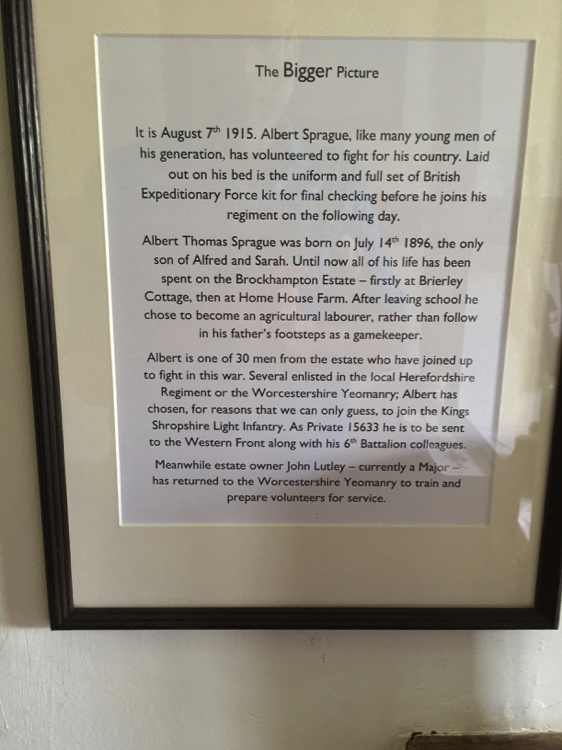 The Bigger Picture
It is August 7th 1915. Albert Sprague, like many young men of
his generation, has volunteered to fight for his country. Laid
out on his bed is the uniform and full set of British
Expeditionary Force kit for final checking before he joins his
regiment on the following day.
Albert Thomas Sprague was born on July 14th 1896, the only
son of Alfred and Sarah. Until now all of his life has been
spent on the Brockhampton Estate – firstly at Brierley
Cottage, then at Home House Farm. After leaving school he
chose to become an agricultural labourer, rather than follow
in his father's footsteps as a gamekeeper.
Albert is one of 30 men from the estate who have joined up
to fight in this war. Several enlisted in the local Herefordshire
Regiment or the Worcestershire Yeomanry; Albert has
chosen, for reasons that we can only guess, to join the Kings
Shropshire Light Infantry. As Private 15633 he is to be sent
to the Western Front along with his 6th Battalion colleagues.
Meanwhile estate owner John Lutley – currently a Major –
has returned to the Worcestershire Yeomanry to train and
prepare volunteers for service.